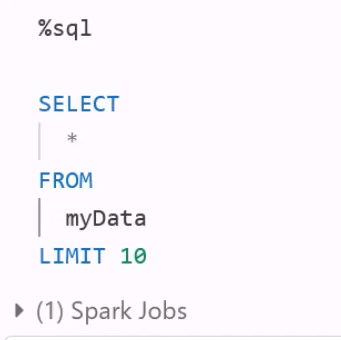 %sql
SELECT
*
FROM
myData
LIMIT 10
(1) Spark Jobs